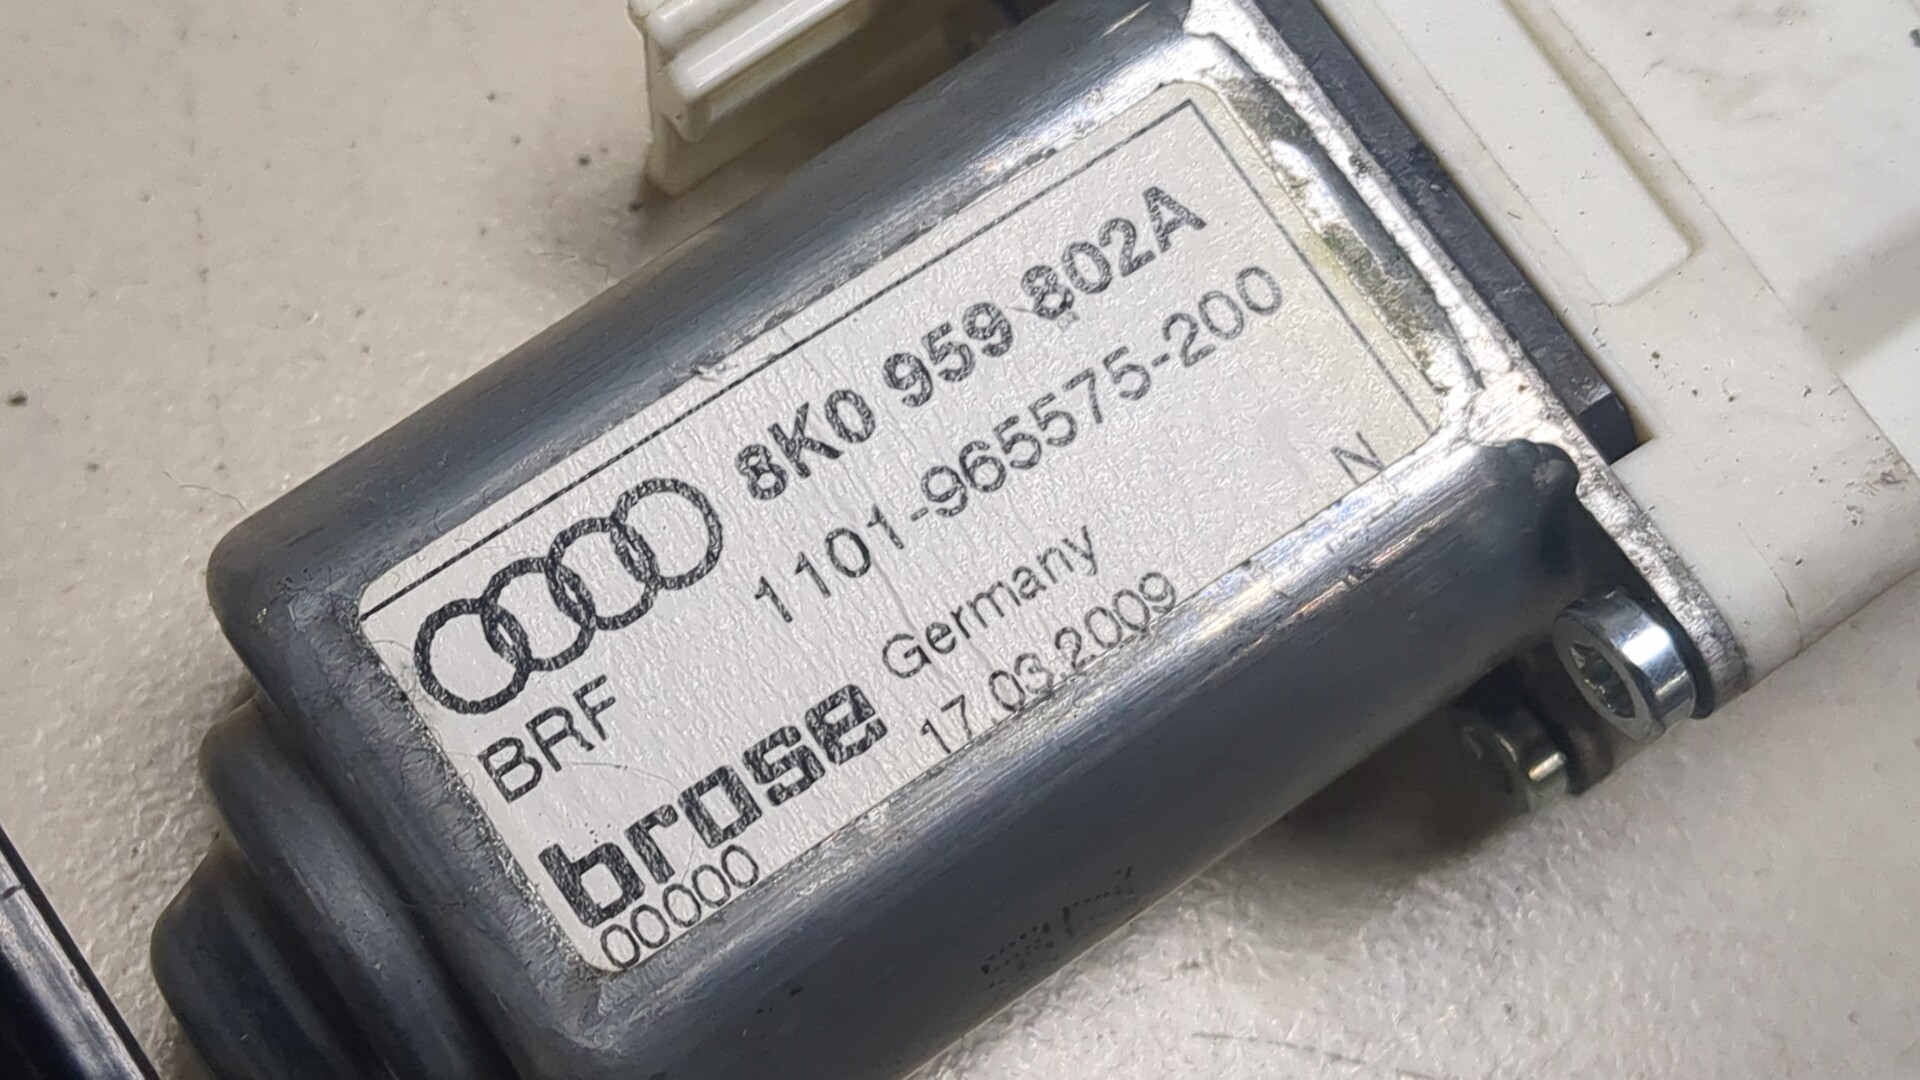 8K0 959 802A
1101-965575-200
N
BRF
Germany
brose
17.03.2009
00000